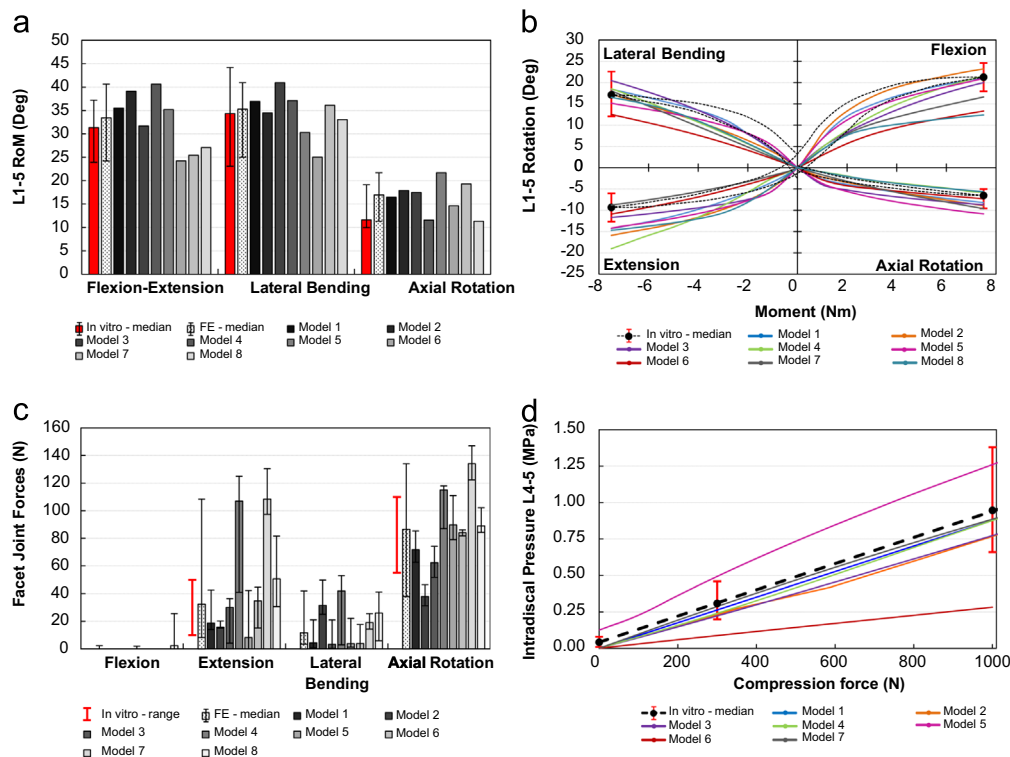 a
L1-5 RoM (Deg)
50
45
40
35
30
25
20
15
10
5
0
Flexion-Extension Lateral Bending Axial Rotation
In vitro - median FE - median Model 1 Model 2
Model 3 Model 4 Model 5 Model 6
Model 7 Model 8
b
L1-5 Rotation (Deg)
30
25
20
15
10
5
0
-5
-10
-15
-20
-25
Lateral Bending Flexion
Extension Axial Rotation
-8 -6 -4 -2 0 2 4 6 8
Moment (Nm)
In vitro - median Model 1 Model 2
Model 3 Model 4 Model 5
Model 6 Model 7 Model 8
c
Facet Joint Forces (N)
160
140
120
100
80
60
40
20
0
Flexion Extension Lateral Axial Rotation
Bending
In vitro - range FE - median Model 1 Model 2
Model 3 Model 4 Model 5 Model 6
Model 7 Model 8
d
Intradiscal Pressure L4-5 (MPa)
1.50
1.25
1.00
0.75
0.50
0.25
0.00
0 200 400 600 800 1000
Compression force (N)
In vitro - median Model 1 Model 2
Model 3 Model 4 Model 5
Model 6 Model 7